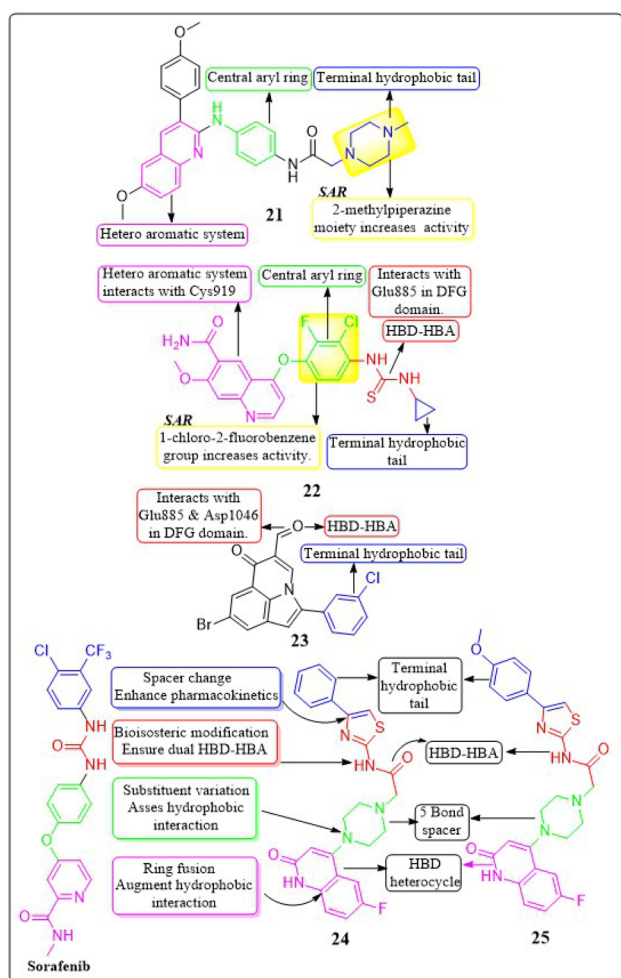 O
O
Central aryl ring
Terminal hydrophobic tail
H
N
O
N
N
N
N
H
O
SAR
21
2-methylpiperazine
moiety increases activity
Hetero aromatic system
Hetero aromatic system
interacts with Cys919
Central aryl ring
Interacts with
Glu885 in DFG
domain.
HBD-HBA
O
H2N
F
Cl
O
O
NH
NH
S
N
SAR
1-chloro-2-fluorobenzene
group increases activity.
Terminal hydrophobic
tail
22
Interacts with
Glu885 & Asp1046
in DFG domain.
O
HBD-HBA
O
Terminal hydrophobic tail
Cl
N
Br
23
Cl
CF3
NH
O
NH
O
N
O
NH
Sorafenib
Spacer change
Enhance pharmacokinetics
Bioisosteric modification
Ensure dual HBD-HBA
Substituent variation
Asses hydrophobic
interaction
Ring fusion
Augment hydrophobic
interaction
S
N
NH
O
N
N
O
HN
F
24
Terminal
hydrophobic
tail
HBD-HBA
5 Bond
spacer
HBD
heterocycle
O
S
N
HN
O
N
N
O
HN
F
25